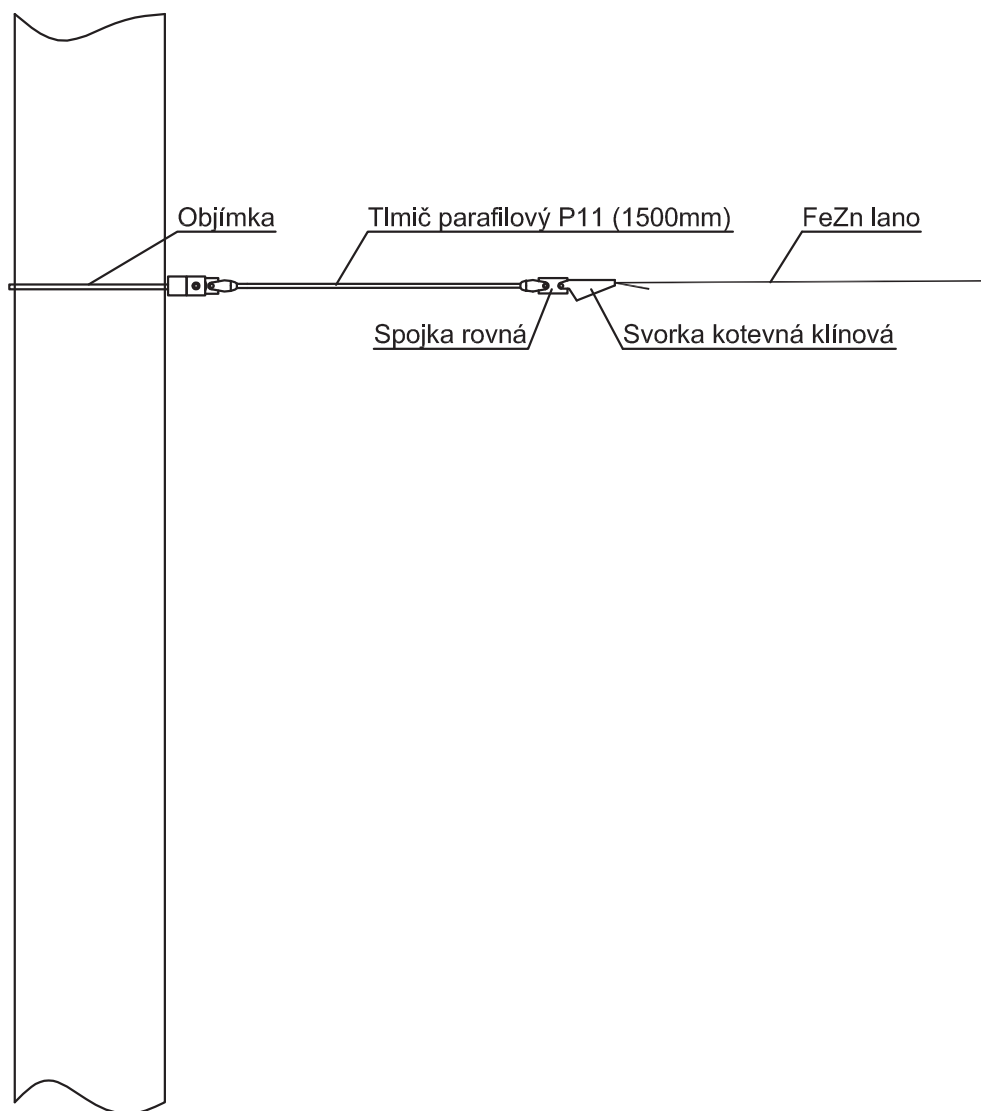 Objímka
Tlmič parafilový P11 (1500mm)
FeZn lano
Spojka rovná
Svorka kotevná klínová